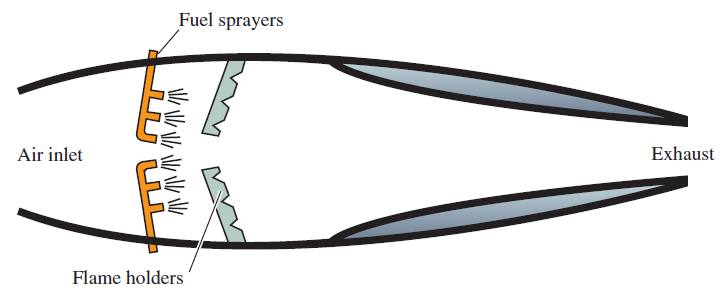 Fuel sprayers
Air inlet
Exhaust
Flame holders